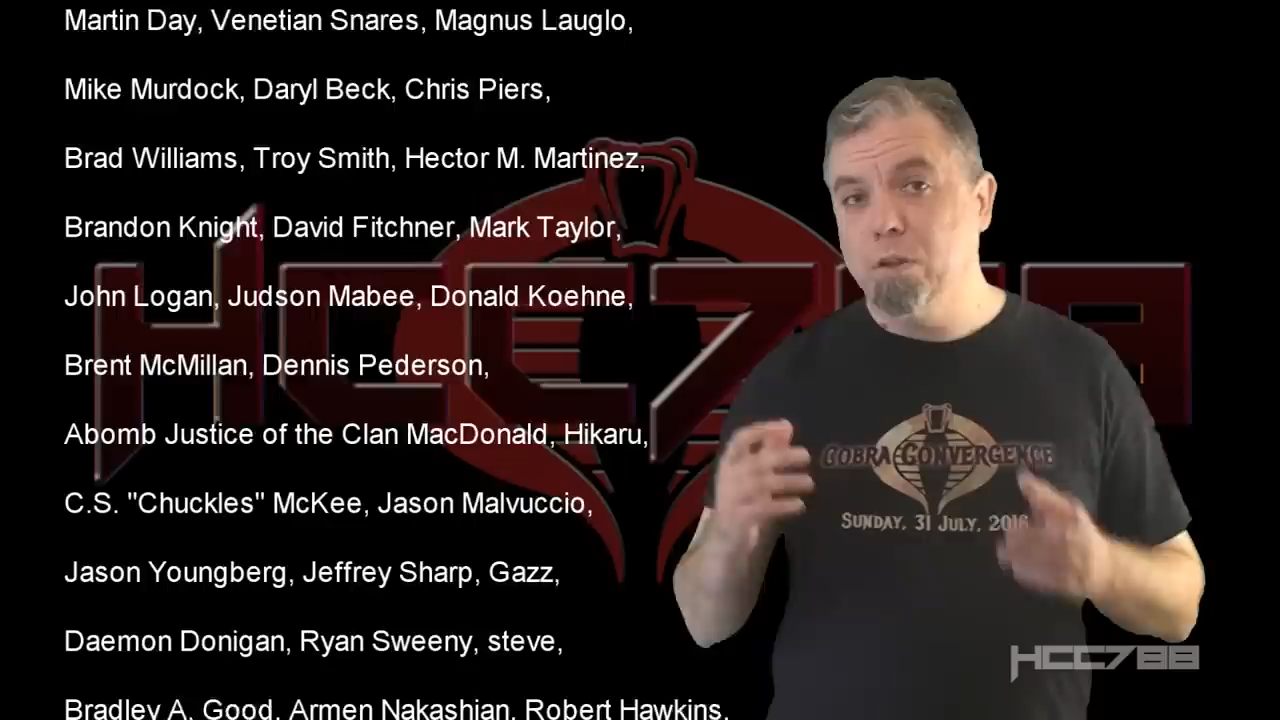 Martin Day, Venetian Snares, Magnus Lauglo,
Mike Murdock, Daryl Beck, Chris Piers,
Brad Williams, Troy Smith, Hector M. Martinez,
Brandon Knight, David Fitchner, Mark Taylor,
John Logan, Judson Mabee, Donald Koehne,
Brent McMillan, Dennis Pederson,
Abomb Justice of the Clan MacDonald, Hikaru,
C.S. "Chuckles" McKee, Jason Malvuccio,
Jason Youngberg, Jeffrey Sharp, Gazz,
Daemon Donigan, Ryan Sweeny, steve,
Bradley A. Good, Armen Nakashian, Robert Hawkins,
HCC788
COBRA CONVERGENCE
SUNDAY, 31 JULY, 2016
HCC788